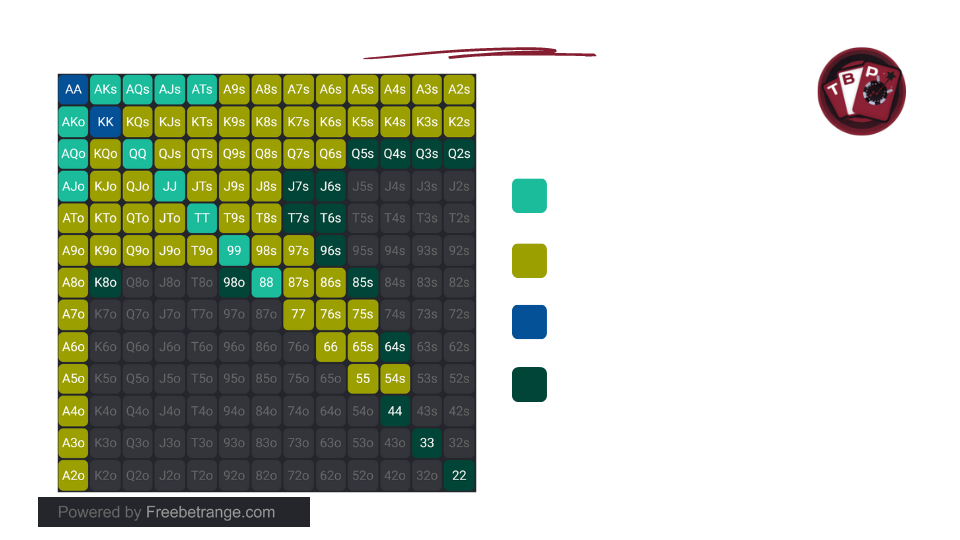 AA AKs AQs AJs ATs A9s A8s A7s A6s A5s A4s A3s A2s
AKo KK KQs KJs KTs K9s K8s K7s K6s K5s K4s K3s K2s
AQo KQo QQ QJs QTs Q9s Q8s Q7s Q6s Q5s Q4s Q3s Q2s
AJo KJo QJo JJ JTs J9s J8s J7s J6s J5s J4s J3s J2s
ATo KTo QTo JTo TT T9s T8s T7s T6s T5s T4s T3s T2s
A9o K9o Q9o J9o T9o 99 98s 97s 96s 95s 94s 93s 92s
A8o K8o Q8o J8o T8o 98o 88 87s 86s 85s 84s 83s 82s
A7o K7o Q7o J7o T7o 97o 87o 77 76s 75s 74s 73s 72s
A6o K6o Q6o J6o T6o 96o 86o 76o 66 65s 64s 63s 62s
A5o K5o Q5o J5o T5o 95o 85o 75o 65o 55 54s 53s 52s
A4o K4o Q4o J4o T4o 94o 84o 74o 64o 54o 44 43s 42s
A3o K3o Q3o J3o T3o 93o 83o 73o 63o 53o 43o 33 32s
A2o K2o Q2o J2o T2o 92o 82o 72o 62o 52o 42o 32o 22
Powered by Freebetrange.com
T B P